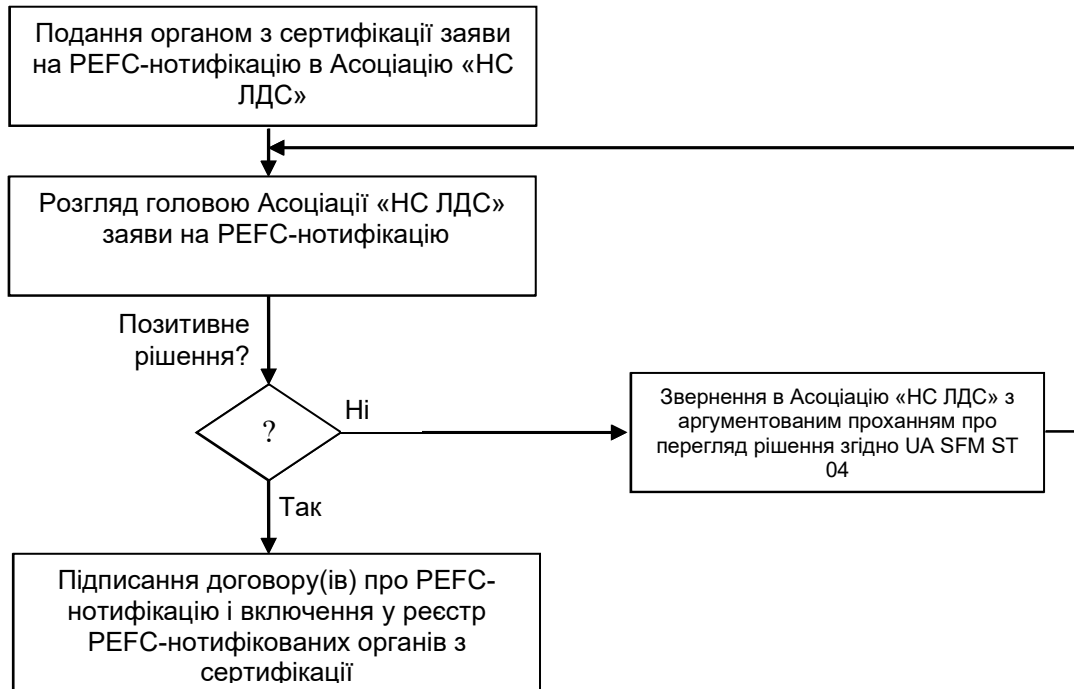 Подання органом з сертифікації заяви
на PEFC-нотифікацію в Асоціацію «НС
ЛДС»
Розгляд головою Асоціації «НС ЛДС»
заяви на PEFC-нотифікацію
Позитивне
рішення?
?
Ні
Звернення в Асоціацію «НС ЛДС» з
аргументованим проханням про
перегляд рішення згідно UA SFM ST
04
Так
Підписання договору(ів) про PEFC-
нотифікацію і включення у реєстр
PEFC-нотифікованих органів з
сертифікації